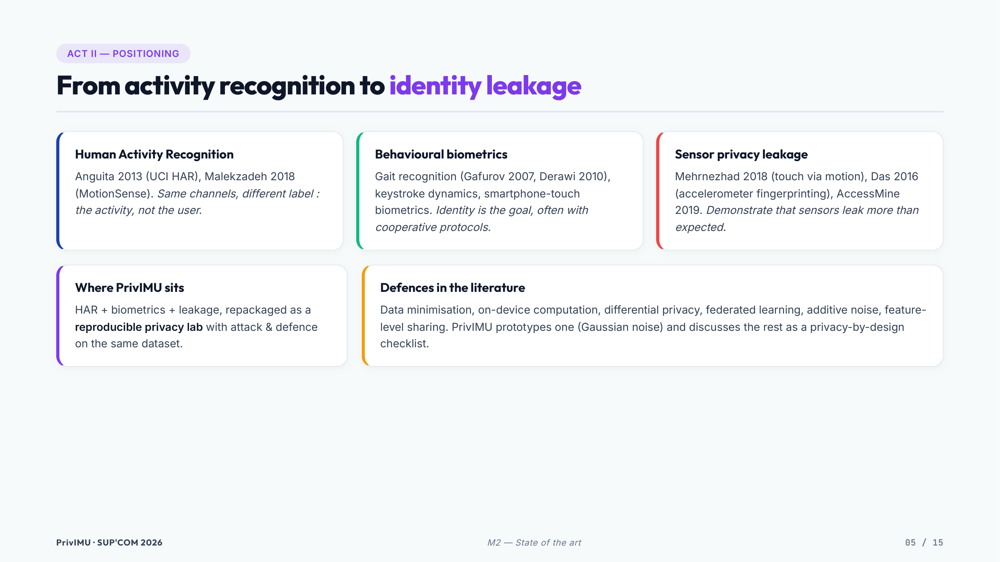 ACT II — POSITIONING
From activity recognition to identity leakage
Human Activity Recognition
Anguita 2013 (UCI HAR), Malekzadeh 2018
(MotionSense). Same channels, different label :
the activity, not the user.
Behavioural biometrics
Gait recognition (Gafurov 2007, Derawi 2010),
keystroke dynamics, smartphone-touch
biometrics. Identity is the goal, often with
cooperative protocols.
Sensor privacy leakage
Mehrnezhad 2018 (touch via motion), Das 2016
(accelerometer fingerprinting), AccessMine
2019. Demonstrate that sensors leak more than
expected.
Where PrivIMU sits
HAR + biometrics + leakage, repackaged as a
reproducible privacy lab with attack & defence
on the same dataset.
Defences in the literature
Data minimisation, on-device computation, differential privacy, federated learning, additive noise, feature-
level sharing. PrivIMU prototypes one (Gaussian noise) and discusses the rest as a privacy-by-design
checklist.
PrivIMU · SUP'COM 2026
M2 — State of the art
05 / 15